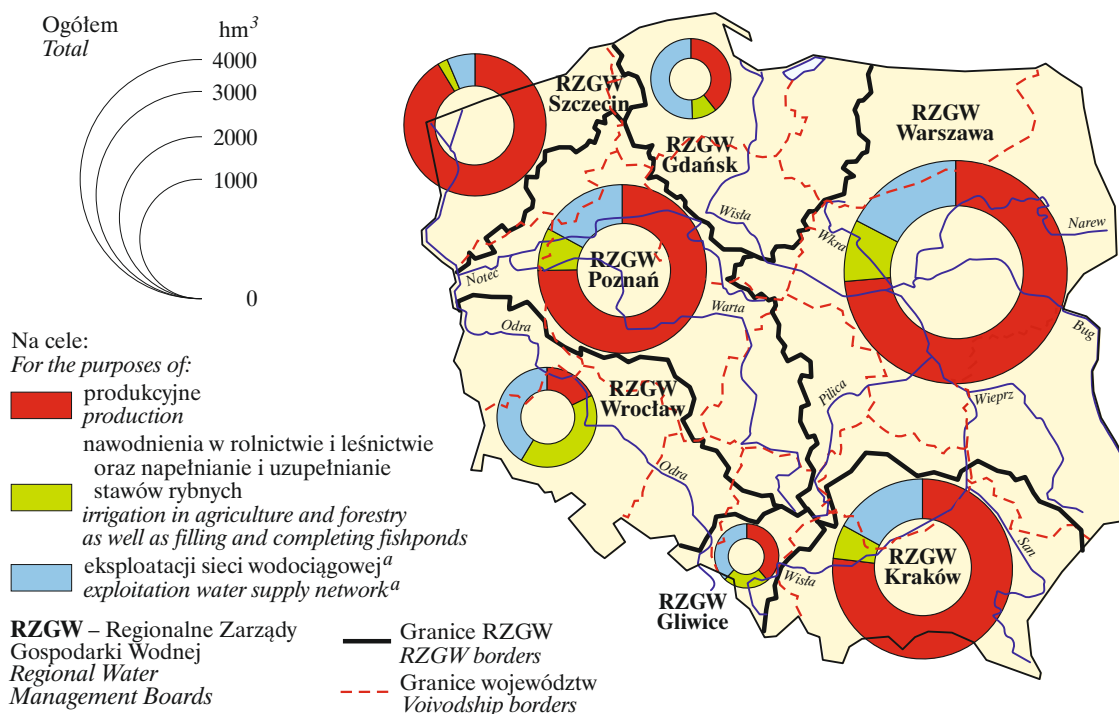 Ogółem
Total
hm³
4000
3000
2000
1000
0
Na cele:
For the purposes of:
produkcyjne
production
nawodnienia w rolnictwie i leśnictwie
oraz napełnianie i uzupełnianie
stawów rybnych
irrigation in agriculture and forestry
as well as filling and completing fishponds
eksploatacji sieci wodociągowejᵃ
exploitation water supply networkᵃ
RZGW – Regionalne Zarządy
Gospodarki Wodnej
Regional Water
Management Boards
Granice RZGW
RZGW borders
Granice województw
Voivodship borders
RZGW
Szczecin
RZGW
Gdańsk
RZGW
Warszawa
RZGW
Poznań
RZGW
Wrocław
RZGW
Gliwice
RZGW
Kraków
Wisła
Wkra
Narew
Noteć
Warta
Odra
Bug
Pilica
Wieprz
Odra
Wisła
San